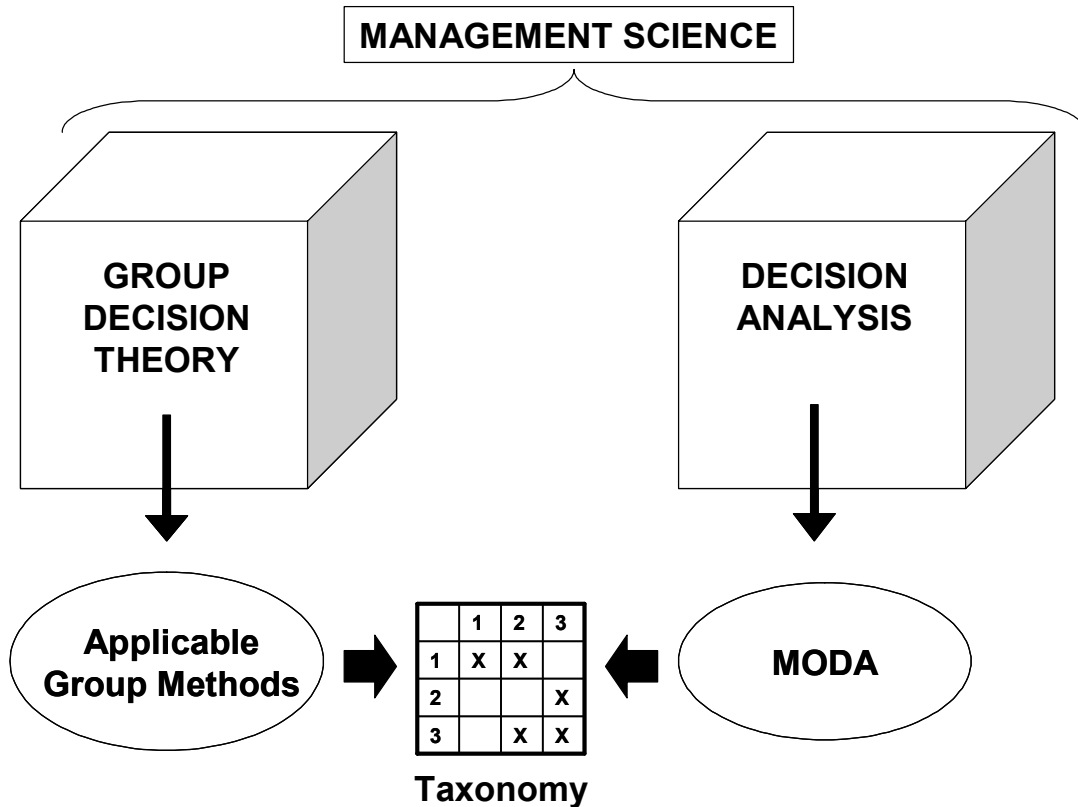 MANAGEMENT SCIENCE
GROUP
DECISION
THEORY
DECISION
ANALYSIS
Applicable
Group Methods
1 2 3
1 X X
2 X
3 X X
MODA
Taxonomy